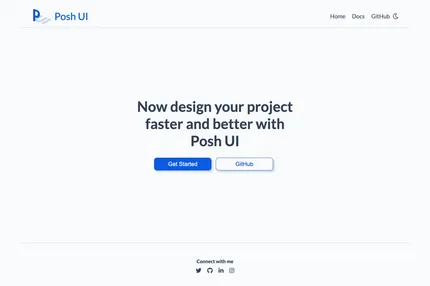 Posh UI
Home Docs GitHub
Now design your project
faster and better with
Posh UI
Get Started GitHub
Connect with me